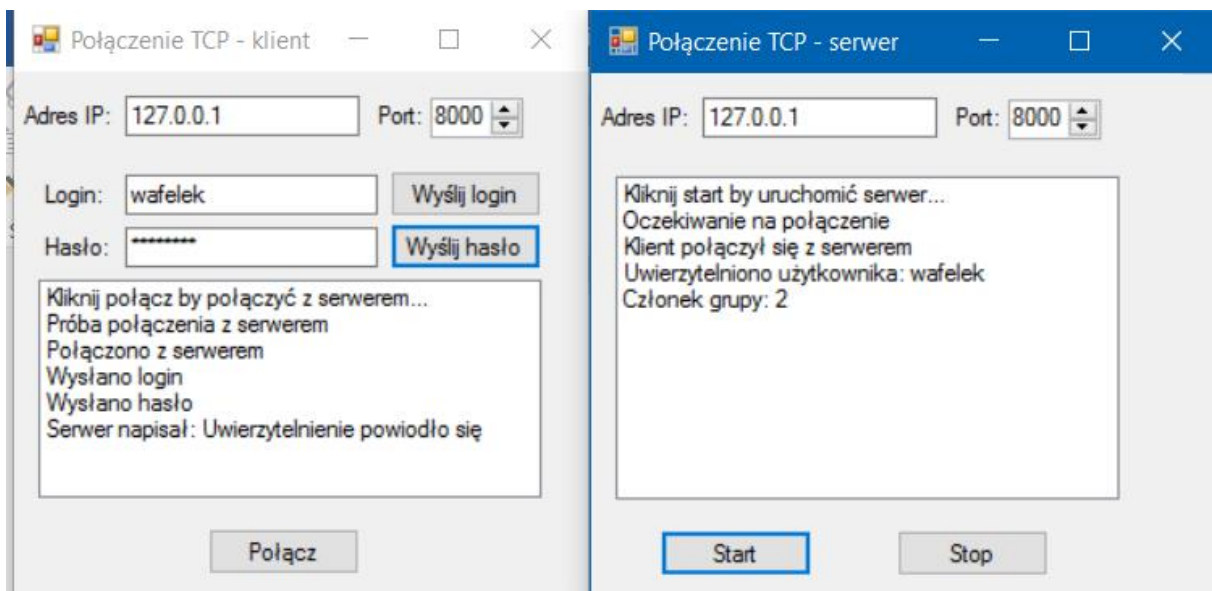 Połączenie TCP - klient
Adres IP: 127.0.0.1 Port: 8000
Login: wafelek Wyślij login
Hasło: ******** Wyślij hasło
Kliknij połącz by połączyć z serwerem...
Próba połączenia z serwerem
Połączono z serwerem
Wysłano login
Wysłano hasło
Serwer napisał: Uwierzytelnienie powiodło się
Połącz
Połączenie TCP - serwer
Adres IP: 127.0.0.1 Port: 8000
Kliknij start by uruchomić serwer...
Oczekiwanie na połączenie
Klient połączył się z serwerem
Uwierzytelniono użytkownika: wafelek
Członek grupy: 2
Start Stop